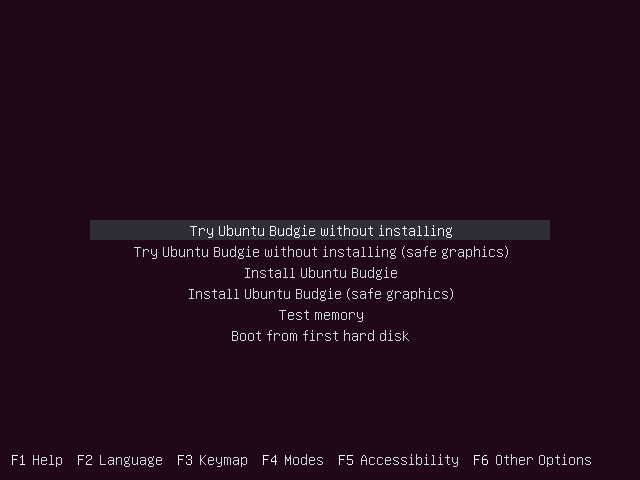 Try Ubuntu Budgie without installing
Try Ubuntu Budgie without installing (safe graphics)
Install Ubuntu Budgie
Install Ubuntu Budgie (safe graphics)
Test memory
Boot from first hard disk
F1 Help F2 Language F3 Keymap F4 Modes F5 Accessibility F6 Other Options